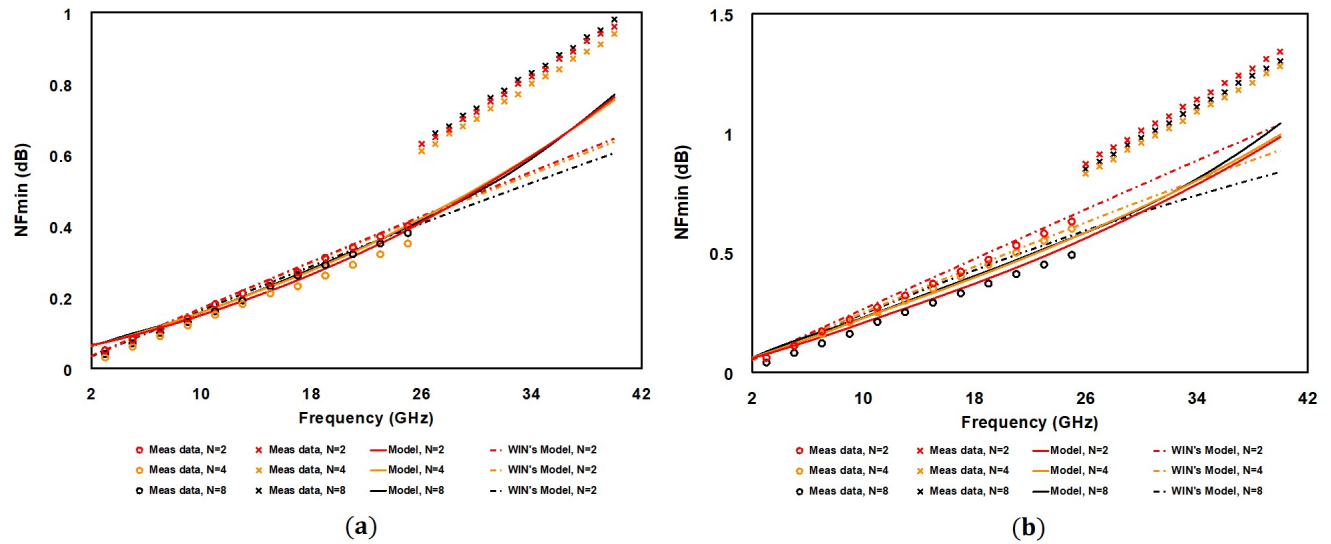 1
0.8
0.6
0.4
0.2
0
NFmin (dB)
2 10 18 26 34 42
Frequency (GHz)
Meas data, N=2 Meas data, N=2 Model, N=2 WIN's Model, N=2
Meas data, N=4 Meas data, N=4 Model, N=4 WIN's Model, N=2
Meas data, N=8 Meas data, N=8 Model, N=8 WIN's Model, N=2
(a)
1.5
1
0.5
0
NFmin (dB)
2 10 18 26 34 42
Frequency (GHz)
Meas data, N=2 Meas data, N=2 Model, N=2 WIN's Model, N=2
Meas data, N=4 Meas data, N=4 Model, N=4 WIN's Model, N=4
Meas data, N=8 Meas data, N=8 Model, N=8 WIN's Model, N=8
(b)